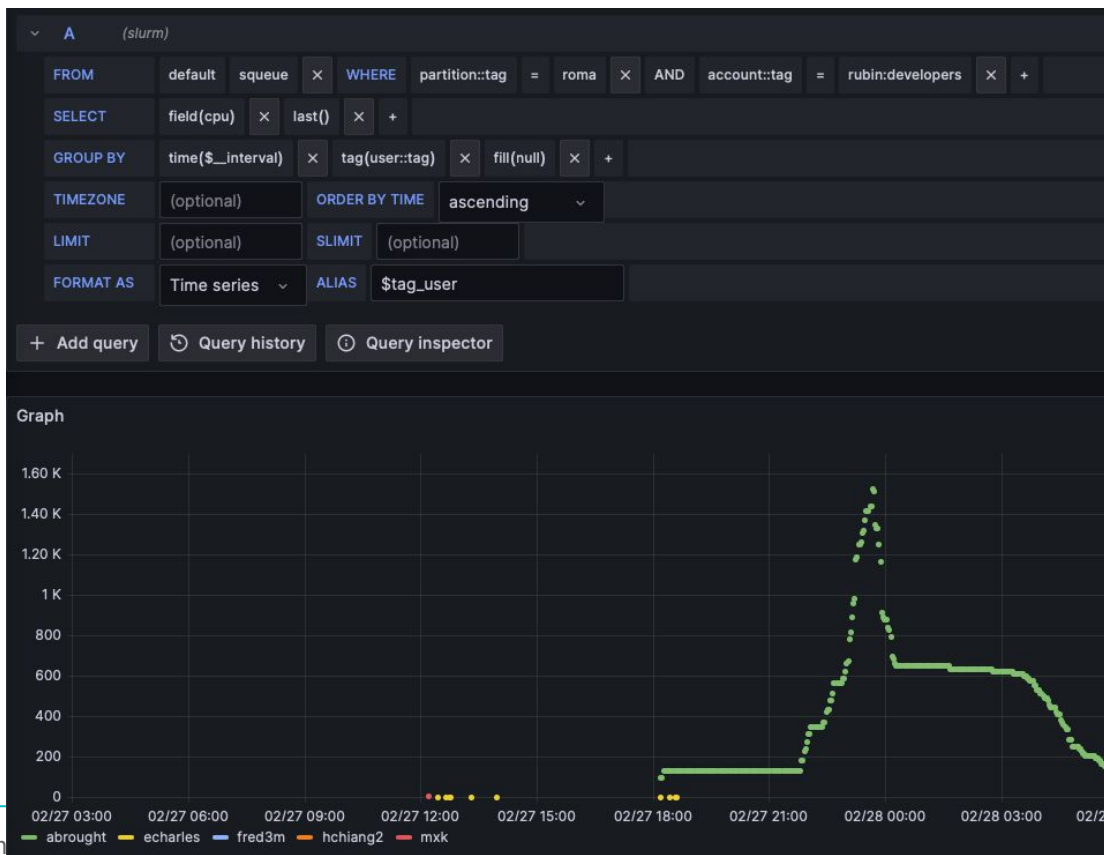 A (slurm)
FROM default squeue × WHERE partition::tag = roma × AND account::tag = rubin:developers × +
SELECT field(cpu) × last() × +
GROUP BY time($__interval) × tag(user::tag) × fill(null) × +
TIMEZONE (optional) ORDER BY TIME ascending
LIMIT (optional) SLIMIT (optional)
FORMAT AS Time series ALIAS $tag_user
+ Add query Query history Query inspector
Graph
1.60 K
1.40 K
1.20 K
1 K
800
600
400
200
0
02/27 03:00 02/27 06:00 02/27 09:00 02/27 12:00 02/27 15:00 02/27 18:00 02/27 21:00 02/28 00:00 02/28 03:00
abrought echarles fred3m hchiang2 mxk